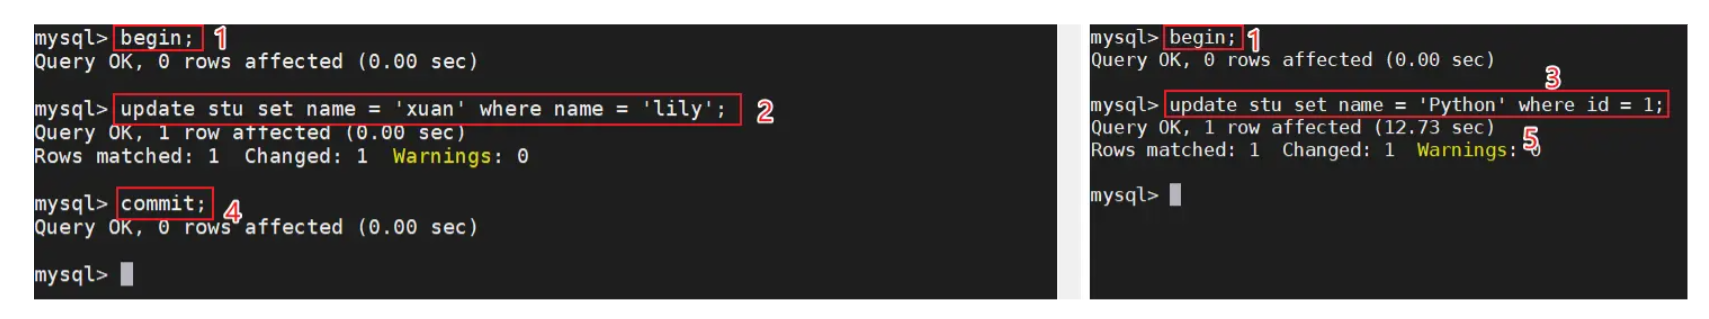 mysql> begin; 1
Query OK, 0 rows affected (0.00 sec)
mysql> update stu set name = 'xuan' where name = 'lily'; 2
Query OK, 1 row affected (0.00 sec)
Rows matched: 1  Changed: 1  Warnings: 0
mysql> commit; 4
Query OK, 0 rows affected (0.00 sec)
mysql>
mysql> begin; 1
Query OK, 0 rows affected (0.00 sec)
3
mysql> update stu set name = 'Python' where id = 1;
Query OK, 1 row affected (12.73 sec) 5
Rows matched: 1  Changed: 1  Warnings: 0
mysql>